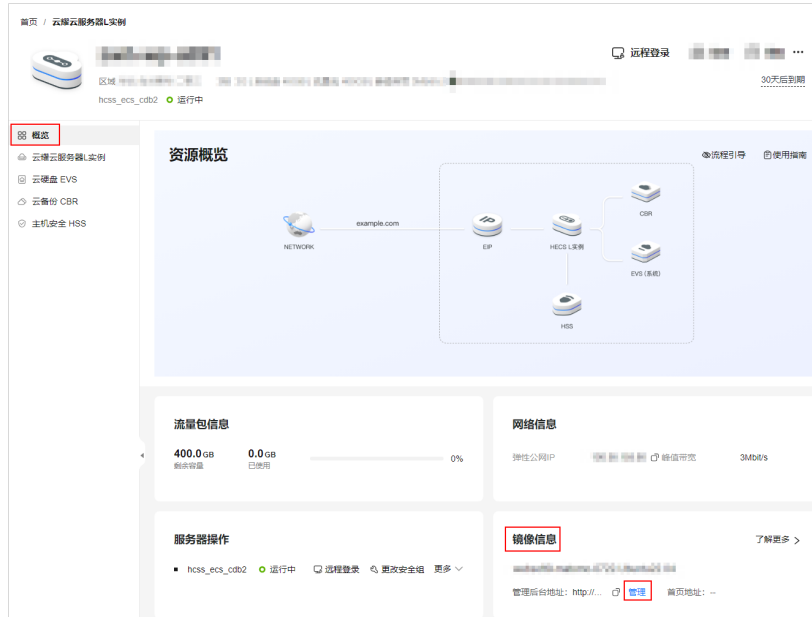 首页 / 云耀云服务器L实例
远程登录
区域
30天后到期
hcss_ecs_cdb2 运行中
概览
云耀云服务器L实例
云硬盘 EVS
云备份 CBR
主机安全 HSS
资源概览
流程引导 使用指南
CBR
example.com
NETWORK
EIP
HECS L实例
EVS (系统)
HSS
流量包信息
400.0 GB 0.0 GB
0%
剩余容量 已使用
网络信息
弹性公网IP 峰值带宽 3Mbit/s
服务器操作
hcss_ecs_cdb2 运行中 远程登录 更改安全组 更多
镜像信息
了解更多
管理后台地址： http://... 管理 首页地址： --